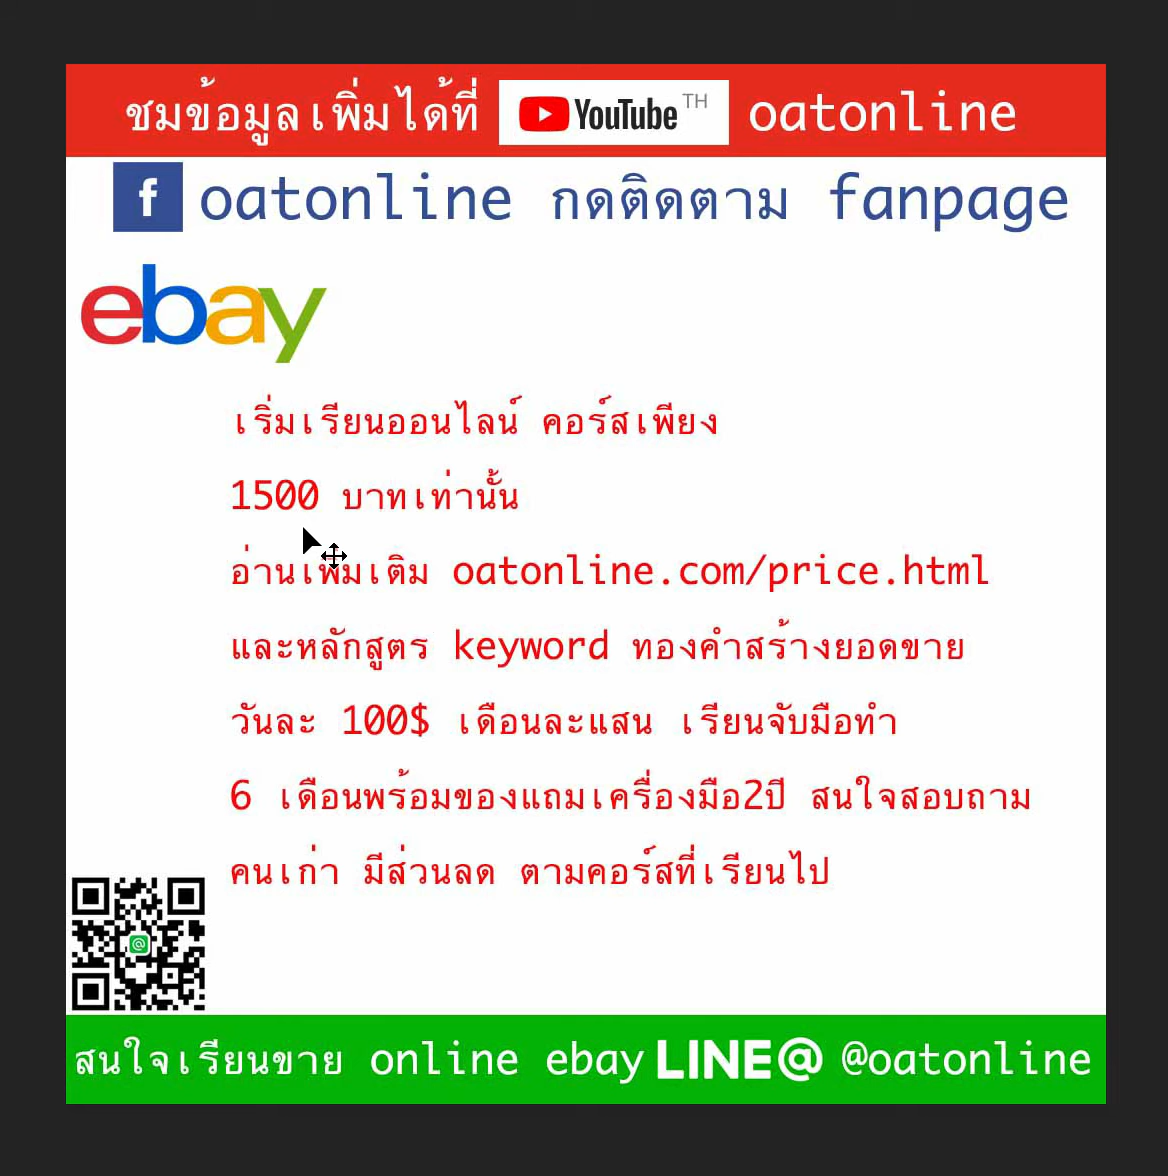 ชมข้อมูลเพิ่มได้ที่ YouTube TH oatonline
f oatonline กดติดตาม fanpage
ebay
เริ่มเรียนออนไลน์ คอร์สเพียง
1500 บาทเท่านั้น
อ่านเพิ่มเติม oatonline.com/price.html
และหลักสูตร keyword ทองคำสร้างยอดขาย
วันละ 100$ เดือนละแสน เรียนจับมือทำ
6 เดือนพร้อมของแถมเครื่องมือ2ปี สนใจสอบถาม
คนเก่า มีส่วนลด ตามคอร์สที่เรียนไป
สนใจเรียนขาย online ebay LINE@ @oatonline